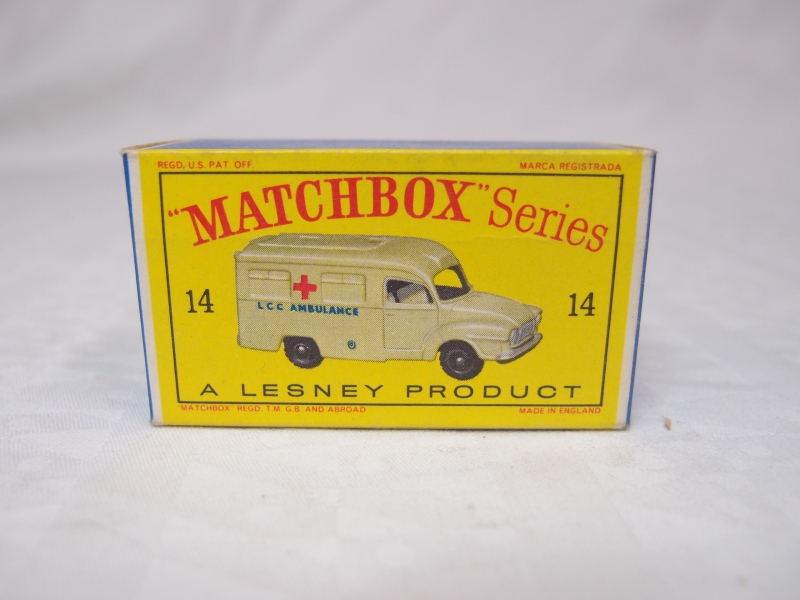 REGD. U.S. PAT. OFF. MARCA REGISTRADA
"MATCHBOX" Series
14 14
LCC AMBULANCE
A LESNEY PRODUCT
"MATCHBOX" REGD. T.M. G.B. AND ABROAD MADE IN ENGLAND